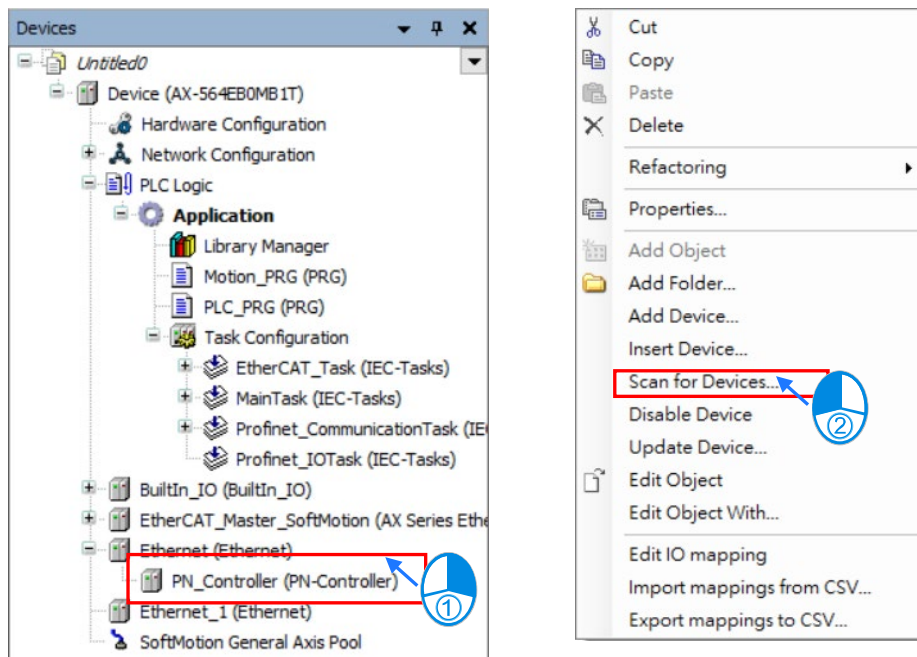 Devices
Untitled0
Device (AX-564EB0MB1T)
Hardware Configuration
Network Configuration
PLC Logic
Application
Library Manager
Motion_PRG (PRG)
PLC_PRG (PRG)
Task Configuration
EtherCAT_Task (IEC-Tasks)
MainTask (IEC-Tasks)
Profinet_CommunicationTask (IE
Profinet_IOTask (IEC-Tasks)
BuiltIn_IO (BuiltIn_IO)
EtherCAT_Master_SoftMotion (AX Series Ethe
Ethernet (Ethernet)
PN_Controller (PN-Controller)
①
Ethernet_1 (Ethernet)
SoftMotion General Axis Pool
Cut
Copy
Paste
Delete
Refactoring
Properties...
Add Object
Add Folder...
Add Device...
Insert Device...
Scan for Devices...
②
Disable Device
Update Device...
Edit Object
Edit Object With...
Edit IO mapping
Import mappings from CSV...
Export mappings to CSV...